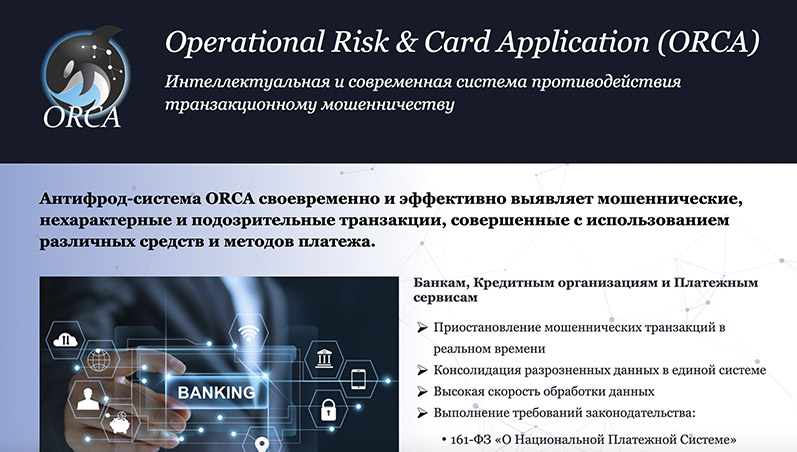 ORCA
Operational Risk & Card Application (ORCA)
Интеллектуальная и современная система противодействия
транзакционному мошенничеству
Антифрод-система ORCA своевременно и эффективно выявляет мошеннические,
нехарактерные и подозрительные транзакции, совершенные с использованием
различных средств и методов платежа.
BANKING
Банкам, Кредитным организациям и Платежным
сервисам
➢ Приостановление мошеннических транзакций в
реальном времени
➢ Консолидация разрозненных данных в единой системе
➢ Высокая скорость обработки данных
➢ Выполнение требований законодательства:
• 161-ФЗ «О Национальной Платежной Системе»